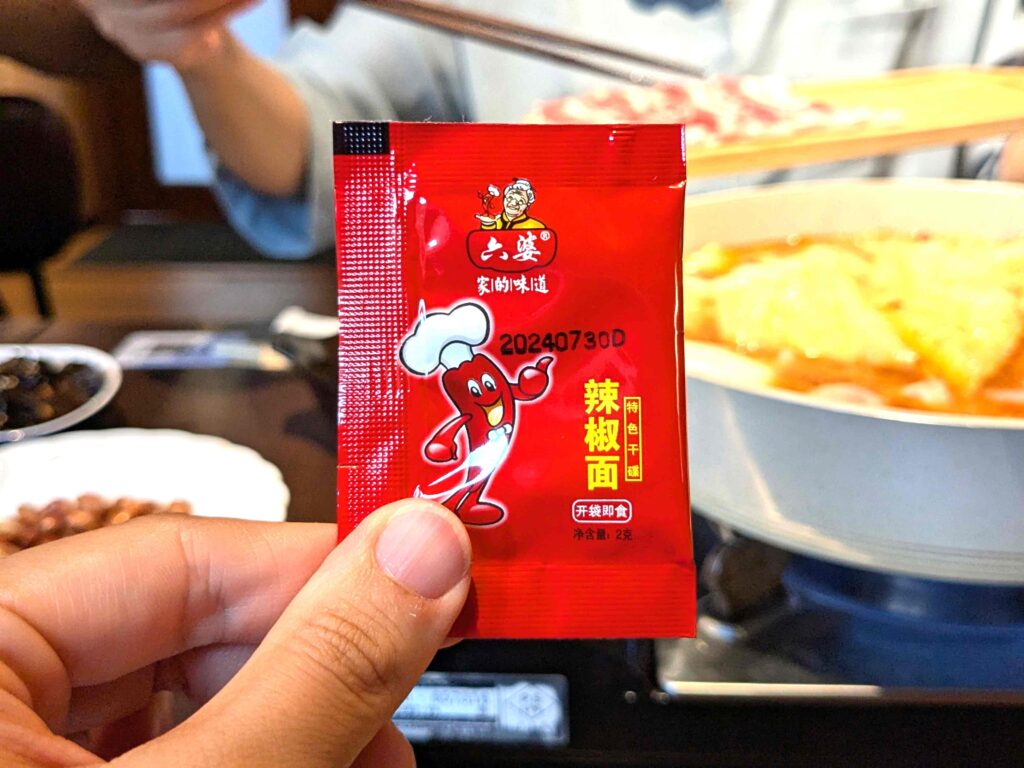 六婆®
家的味道
20240730D
辣椒面
特色干碟
开袋即食
净含量: 2克